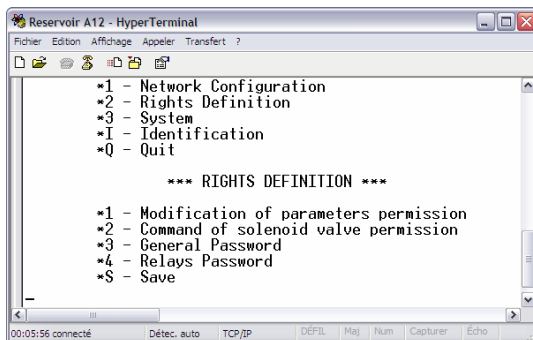 Reservoir A12 - HyperTerminal
Fichier Edition Affichage Appeler Transfert ?
*1 - Network Configuration
*2 - Rights Definition
*3 - System
*I - Identification
*Q - Quit
*** RIGHTS DEFINITION ***
*1 - Modification of parameters permission
*2 - Command of solenoid valve permission
*3 - General Password
*4 - Relays Password
*S - Save
_
00:05:56 connecté Détec. auto TCP/IP DÉFIL Maj Num Capturer Écho